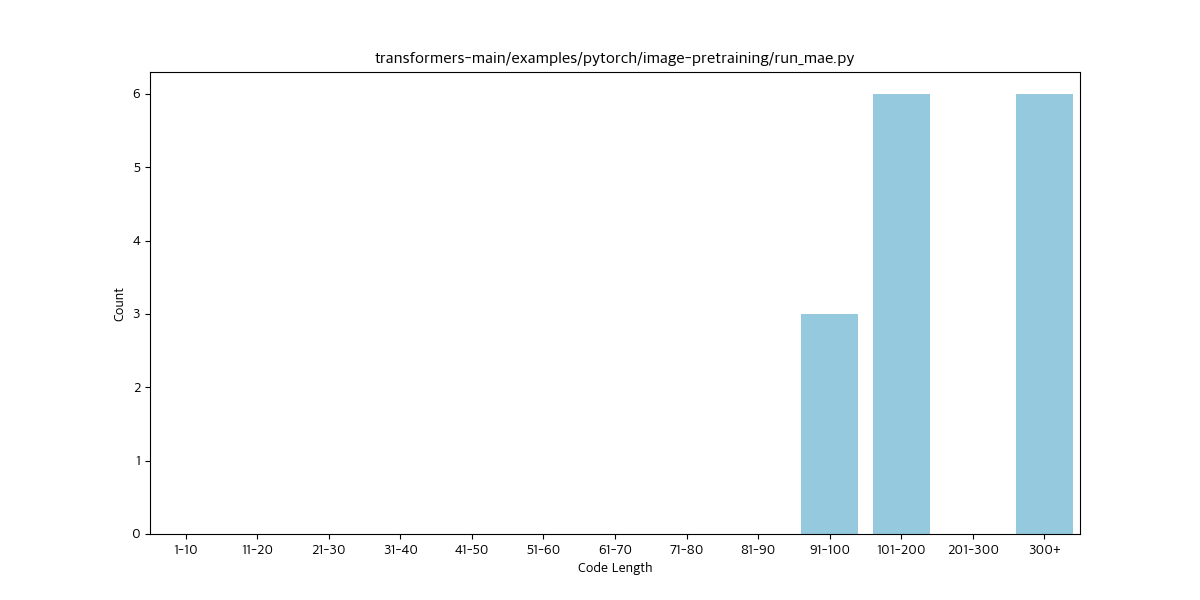 transformers-main/examples/pytorch/image-pretraining/run_mae.py
Count
6
5
4
3
2
1
0
1-10 11-20 21-30 31-40 41-50 51-60 61-70 71-80 81-90 91-100 101-200 201-300 300+
Code Length